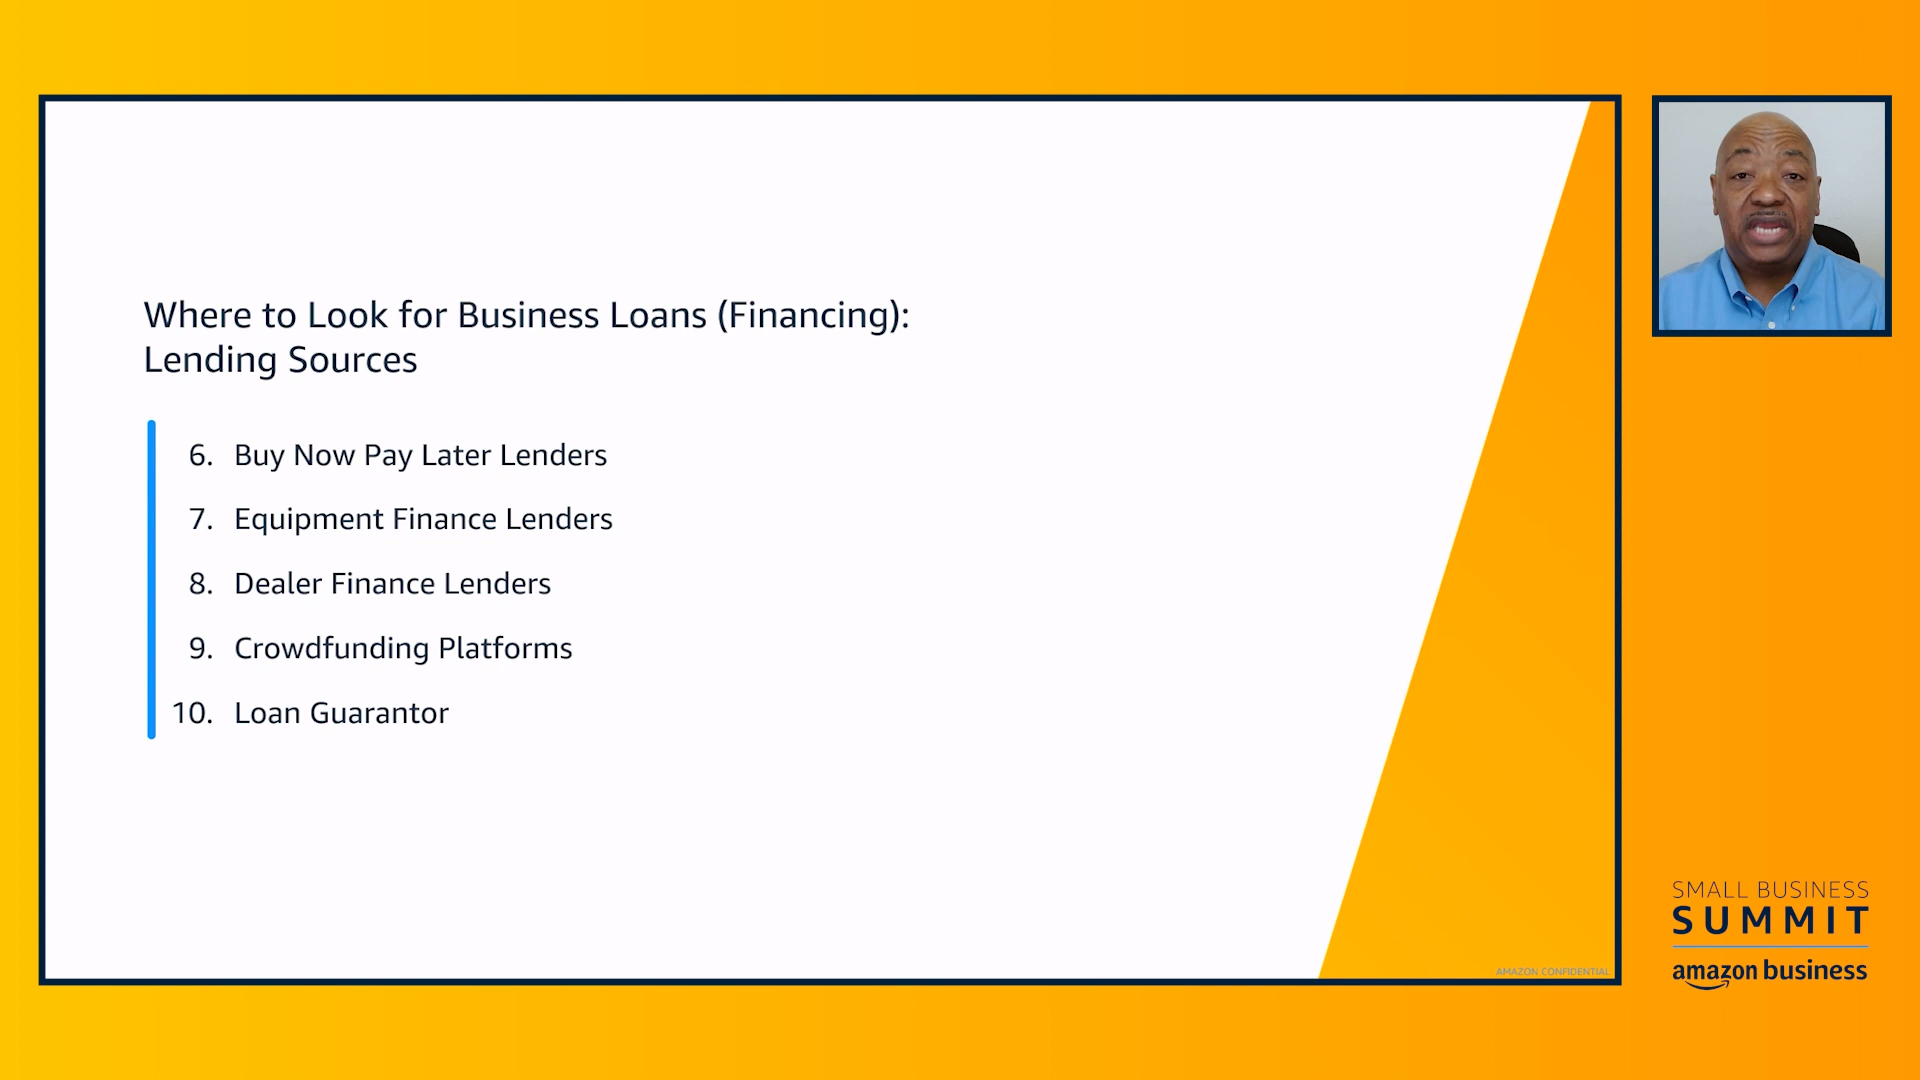 Where to Look for Business Loans (Financing):
Lending Sources
6. Buy Now Pay Later Lenders
7. Equipment Finance Lenders
8. Dealer Finance Lenders
9. Crowdfunding Platforms
10. Loan Guarantor
AMAZON CONFIDENTIAL
SMALL BUSINESS
SUMMIT
amazon business